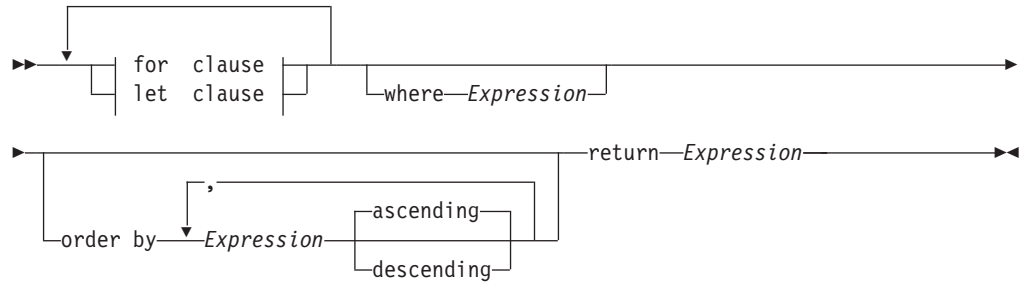 for clause
let clause
where Expression
return Expression
,
ascending
order by Expression
descending